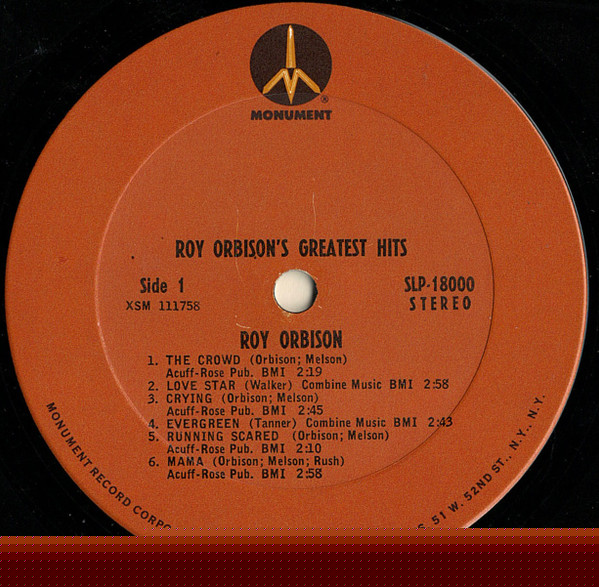 ®
MONUMENT
ROY ORBISON'S GREATEST HITS
Side 1
SLP-18000
XSM 111758
STEREO
ROY ORBISON
1. THE CROWD (Orbison; Melson)
Acuff-Rose Pub. BMI 2:19
2. LOVE STAR (Walker) Combine Music BMI 2:58
3. CRYING (Orbison; Melson)
Acuff-Rose Pub. BMI 2:45
4. EVERGREEN (Tanner) Combine Music BMI 2:43
5. RUNNING SCARED (Orbison; Melson)
Acuff-Rose Pub. BMI 2:10
6. MAMA (Orbison; Melson; Rush)
Acuff-Rose Pub. BMI 2:58
MONUMENT RECORD
51 W. 52ND ST., N.Y., N.Y.